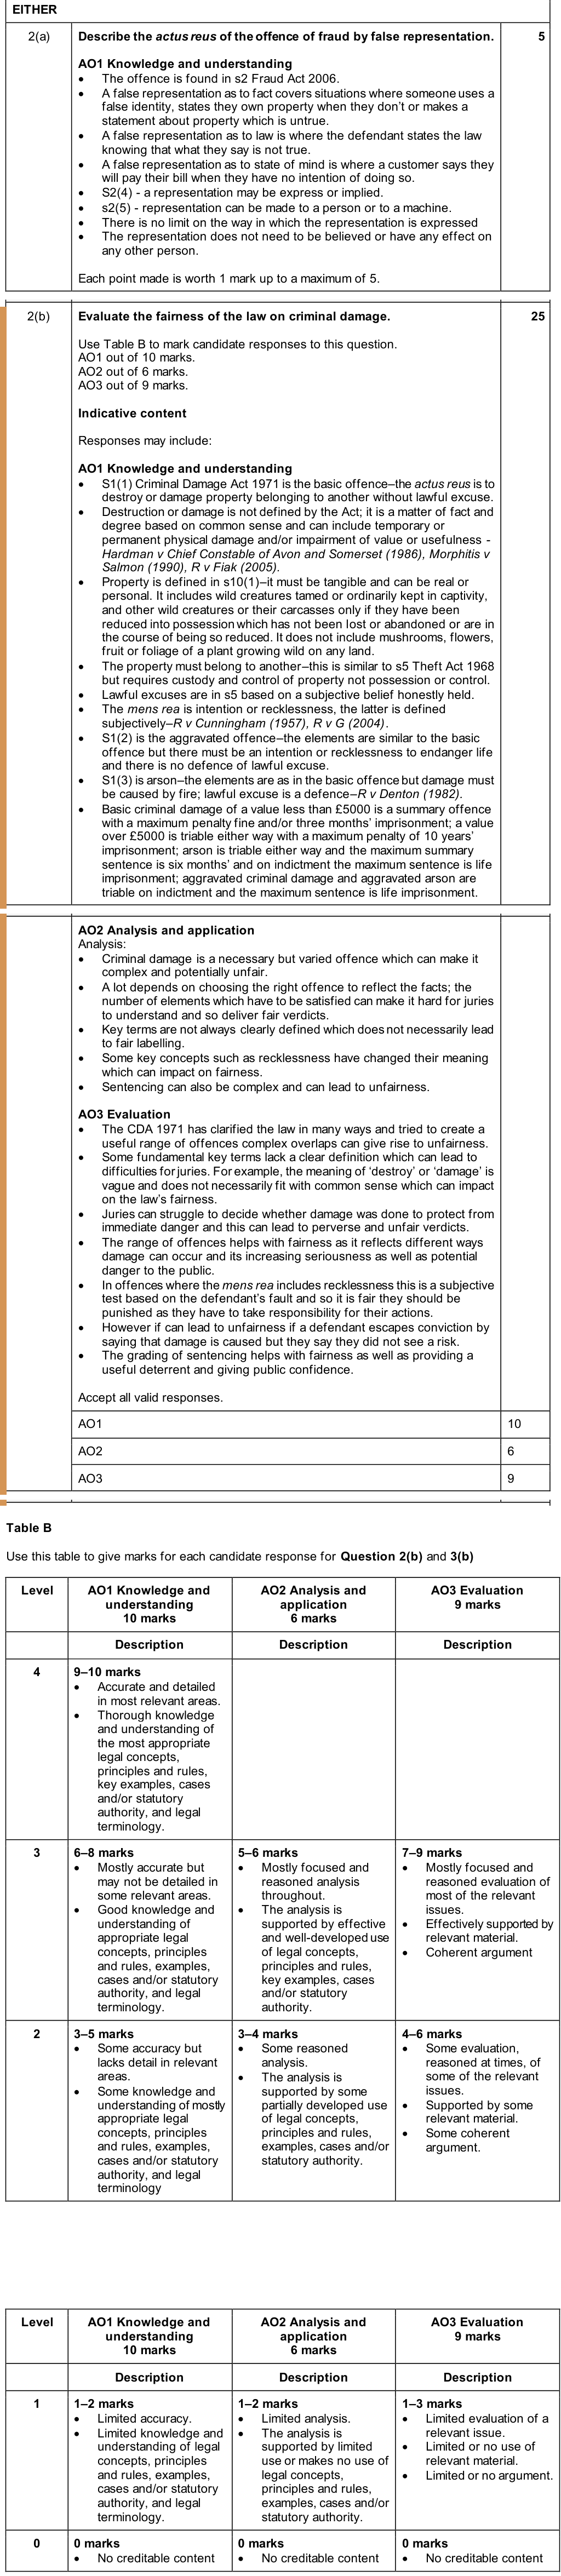 EITHER
2(a)
Describe the actus reus of the offence of fraud by false representation.
5
AO1 Knowledge and understanding
• The offence is found in s2 Fraud Act 2006.
• A false representation as to fact covers situations where someone uses a
false identity, states they own property when they don't or makes a
statement about property which is untrue.
• A false representation as to law is where the defendant states the law
knowing that what they say is not true.
• A false representation as to state of mind is where a customer says they
will pay their bill when they have no intention of doing so.
• S2(4) - a representation may be express or implied.
• s2(5) - representation can be made to a person or to a machine.
• There is no limit on the way in which the representation is expressed
• The representation does not need to be believed or have any effect on
any other person.
Each point made is worth 1 mark up to a maximum of 5.
2(b)
Evaluate the fairness of the law on criminal damage.
25
Use Table B to mark candidate responses to this question.
AO1 out of 10 marks.
AO2 out of 6 marks.
AO3 out of 9 marks.
Indicative content
Responses may include:
AO1 Knowledge and understanding
• S1(1) Criminal Damage Act 1971 is the basic offence–the actus reus is to
destroy or damage property belonging to another without lawful excuse.
• Destruction or damage is not defined by the Act; it is a matter of fact and
degree based on common sense and can include temporary or
permanent physical damage and/or impairment of value or usefulness -
Hardman v Chief Constable of Avon and Somerset (1986), Morphitis v
Salmon (1990), R v Fiak (2005).
• Property is defined in s10(1)–it must be tangible and can be real or
personal. It includes wild creatures tamed or ordinarily kept in captivity,
and other wild creatures or their carcasses only if they have been
reduced into possession which has not been lost or abandoned or are in
the course of being so reduced. It does not include mushrooms, flowers,
fruit or foliage of a plant growing wild on any land.
• The property must belong to another–this is similar to s5 Theft Act 1968
but requires custody and control of property not possession or control.
• Lawful excuses are in s5 based on a subjective belief honestly held.
• The mens rea is intention or recklessness, the latter is defined
subjectively–R v Cunningham (1957), R v G (2004).
• S1(2) is the aggravated offence–the elements are similar to the basic
offence but there must be an intention or recklessness to endanger life
and there is no defence of lawful excuse.
• S1(3) is arson–the elements are as in the basic offence but damage must
be caused by fire; lawful excuse is a defence–R v Denton (1982).
• Basic criminal damage of a value less than £5000 is a summary offence
with a maximum penalty fine and/or three months' imprisonment; a value
over £5000 is triable either way with a maximum penalty of 10 years'
imprisonment; arson is triable either way and the maximum summary
sentence is six months' and on indictment the maximum sentence is life
imprisonment; aggravated criminal damage and aggravated arson are
triable on indictment and the maximum sentence is life imprisonment.
AO2 Analysis and application
Analysis:
• Criminal damage is a necessary but varied offence which can make it
complex and potentially unfair.
• A lot depends on choosing the right offence to reflect the facts; the
number of elements which have to be satisfied can make it hard for juries
to understand and so deliver fair verdicts.
• Key terms are not always clearly defined which does not necessarily lead
to fair labelling.
• Some key concepts such as recklessness have changed their meaning
which can impact on fairness.
• Sentencing can also be complex and can lead to unfairness.
AO3 Evaluation
• The CDA 1971 has clarified the law in many ways and tried to create a
useful range of offences complex overlaps can give rise to unfairness.
• Some fundamental key terms lack a clear definition which can lead to
difficulties for juries. For example, the meaning of 'destroy' or 'damage' is
vague and does not necessarily fit with common sense which can impact
on the law's fairness.
• Juries can struggle to decide whether damage was done to protect from
immediate danger and this can lead to perverse and unfair verdicts.
• The range of offences helps with fairness as it reflects different ways
damage can occur and its increasing seriousness as well as potential
danger to the public.
• In offences where the mens rea includes recklessness this is a subjective
test based on the defendant's fault and so it is fair they should be
punished as they have to take responsibility for their actions.
• However if can lead to unfairness if a defendant escapes conviction by
saying that damage is caused but they say they did not see a risk.
• The grading of sentencing helps with fairness as well as providing a
useful deterrent and giving public confidence.
Accept all valid responses.
AO1 10
AO2 6
AO3 9
Table B
Use this table to give marks for each candidate response for Question 2(b) and 3(b)
Level
AO1 Knowledge and
understanding
10 marks
AO2 Analysis and
application
6 marks
AO3 Evaluation
9 marks
Description
Description
Description
4
9–10 marks
• Accurate and detailed
in most relevant areas.
• Thorough knowledge
and understanding of
the most appropriate
legal concepts,
principles and rules,
key examples, cases
and/or statutory
authority, and legal
terminology.
3
6–8 marks
• Mostly accurate but
may not be detailed in
some relevant areas.
• Good knowledge and
understanding of
appropriate legal
concepts, principles
and rules, examples,
cases and/or statutory
authority, and legal
terminology.
5–6 marks
• Mostly focused and
reasoned analysis
throughout.
• The analysis is
supported by effective
and well-developed use
of legal concepts,
principles and rules,
key examples, cases
and/or statutory
authority.
7–9 marks
• Mostly focused and
reasoned evaluation of
most of the relevant
issues.
• Effectively supported by
relevant material.
• Coherent argument
2
3–5 marks
• Some accuracy but
lacks detail in relevant
areas.
• Some knowledge and
understanding of mostly
appropriate legal
concepts, principles
and rules, examples,
cases and/or statutory
authority, and legal
terminology
3–4 marks
• Some reasoned
analysis.
• The analysis is
supported by some
partially developed use
of legal concepts,
principles and rules,
examples, cases and/or
statutory authority.
4–6 marks
• Some evaluation,
reasoned at times, of
some of the relevant
issues.
• Supported by some
relevant material.
• Some coherent
argument.
Level
AO1 Knowledge and
understanding
10 marks
AO2 Analysis and
application
6 marks
AO3 Evaluation
9 marks
Description
Description
Description
1
1–2 marks
• Limited accuracy.
• Limited knowledge and
understanding of legal
concepts, principles
and rules, examples,
cases and/or statutory
authority, and legal
terminology.
1–2 marks
• Limited analysis.
• The analysis is
supported by limited
use or makes no use of
legal concepts,
principles and rules,
examples, cases and/or
statutory authority.
1–3 marks
• Limited evaluation of a
relevant issue.
• Limited or no use of
relevant material.
• Limited or no argument.
0
0 marks
• No creditable content
0 marks
• No creditable content
0 marks
• No creditable content